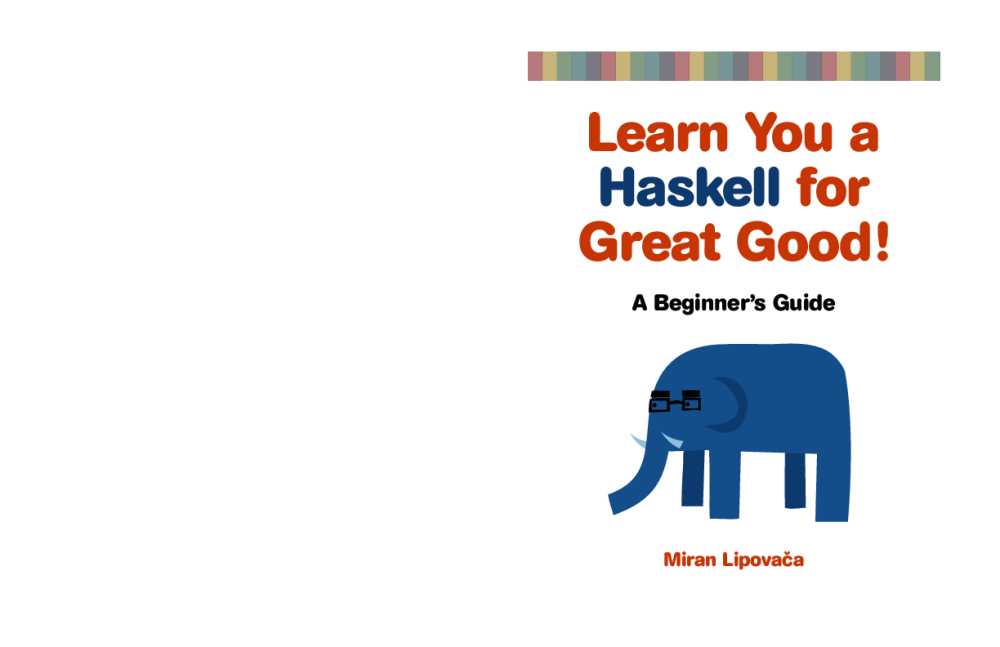 Learn You a
Haskell for
Great Good!
A Beginner’s Guide
Miran Lipovača